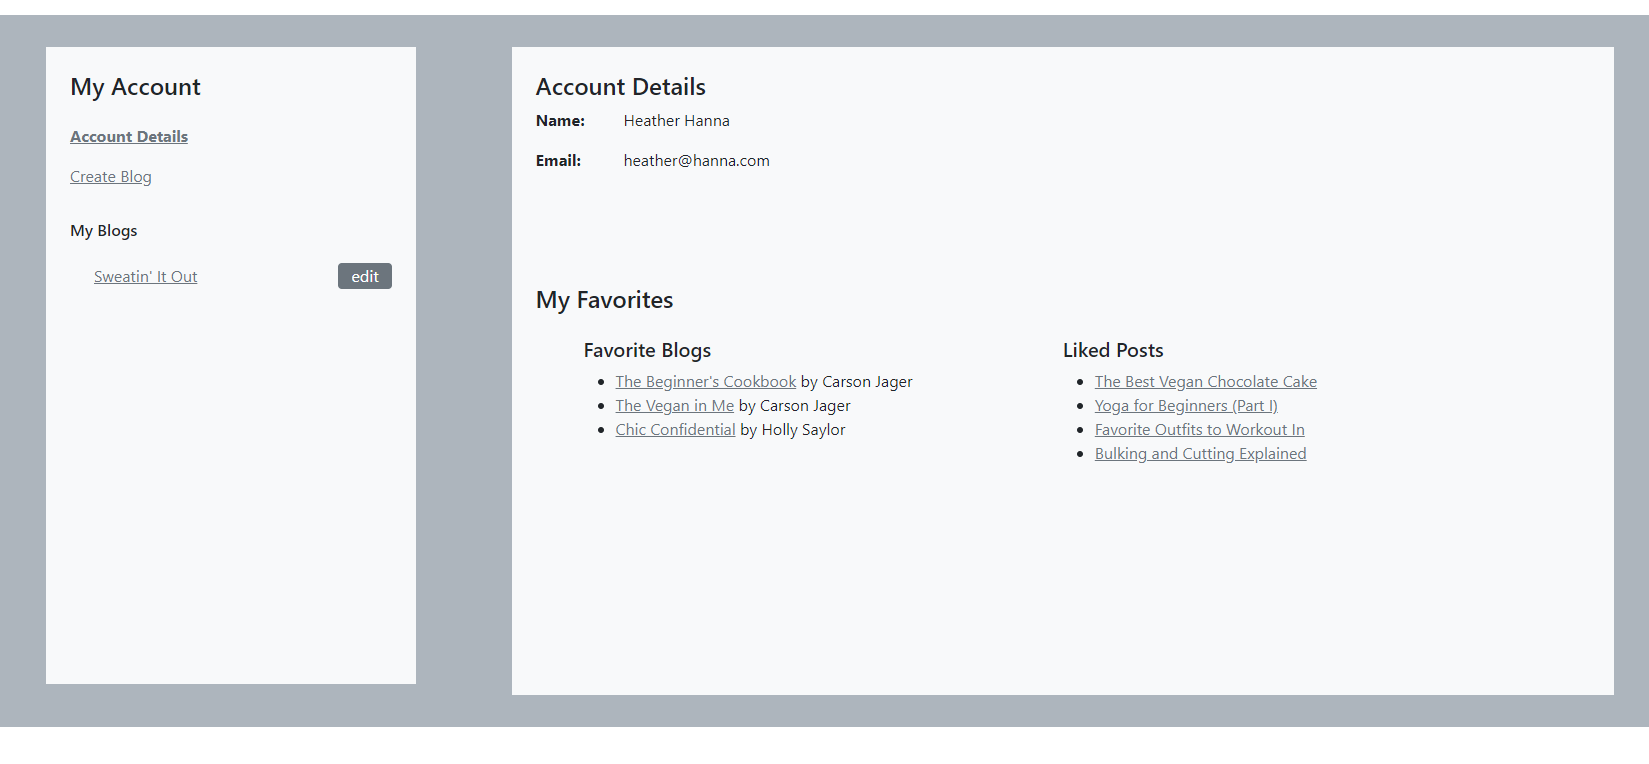 My Account
Account Details
Create Blog
My Blogs
Sweatin' It Out edit
Account Details
Name: Heather Hanna
Email: heather@hanna.com
My Favorites
Favorite Blogs
The Beginner's Cookbook by Carson Jager
The Vegan in Me by Carson Jager
Chic Confidential by Holly Saylor
Liked Posts
The Best Vegan Chocolate Cake
Yoga for Beginners (Part I)
Favorite Outfits to Workout In
Bulking and Cutting Explained